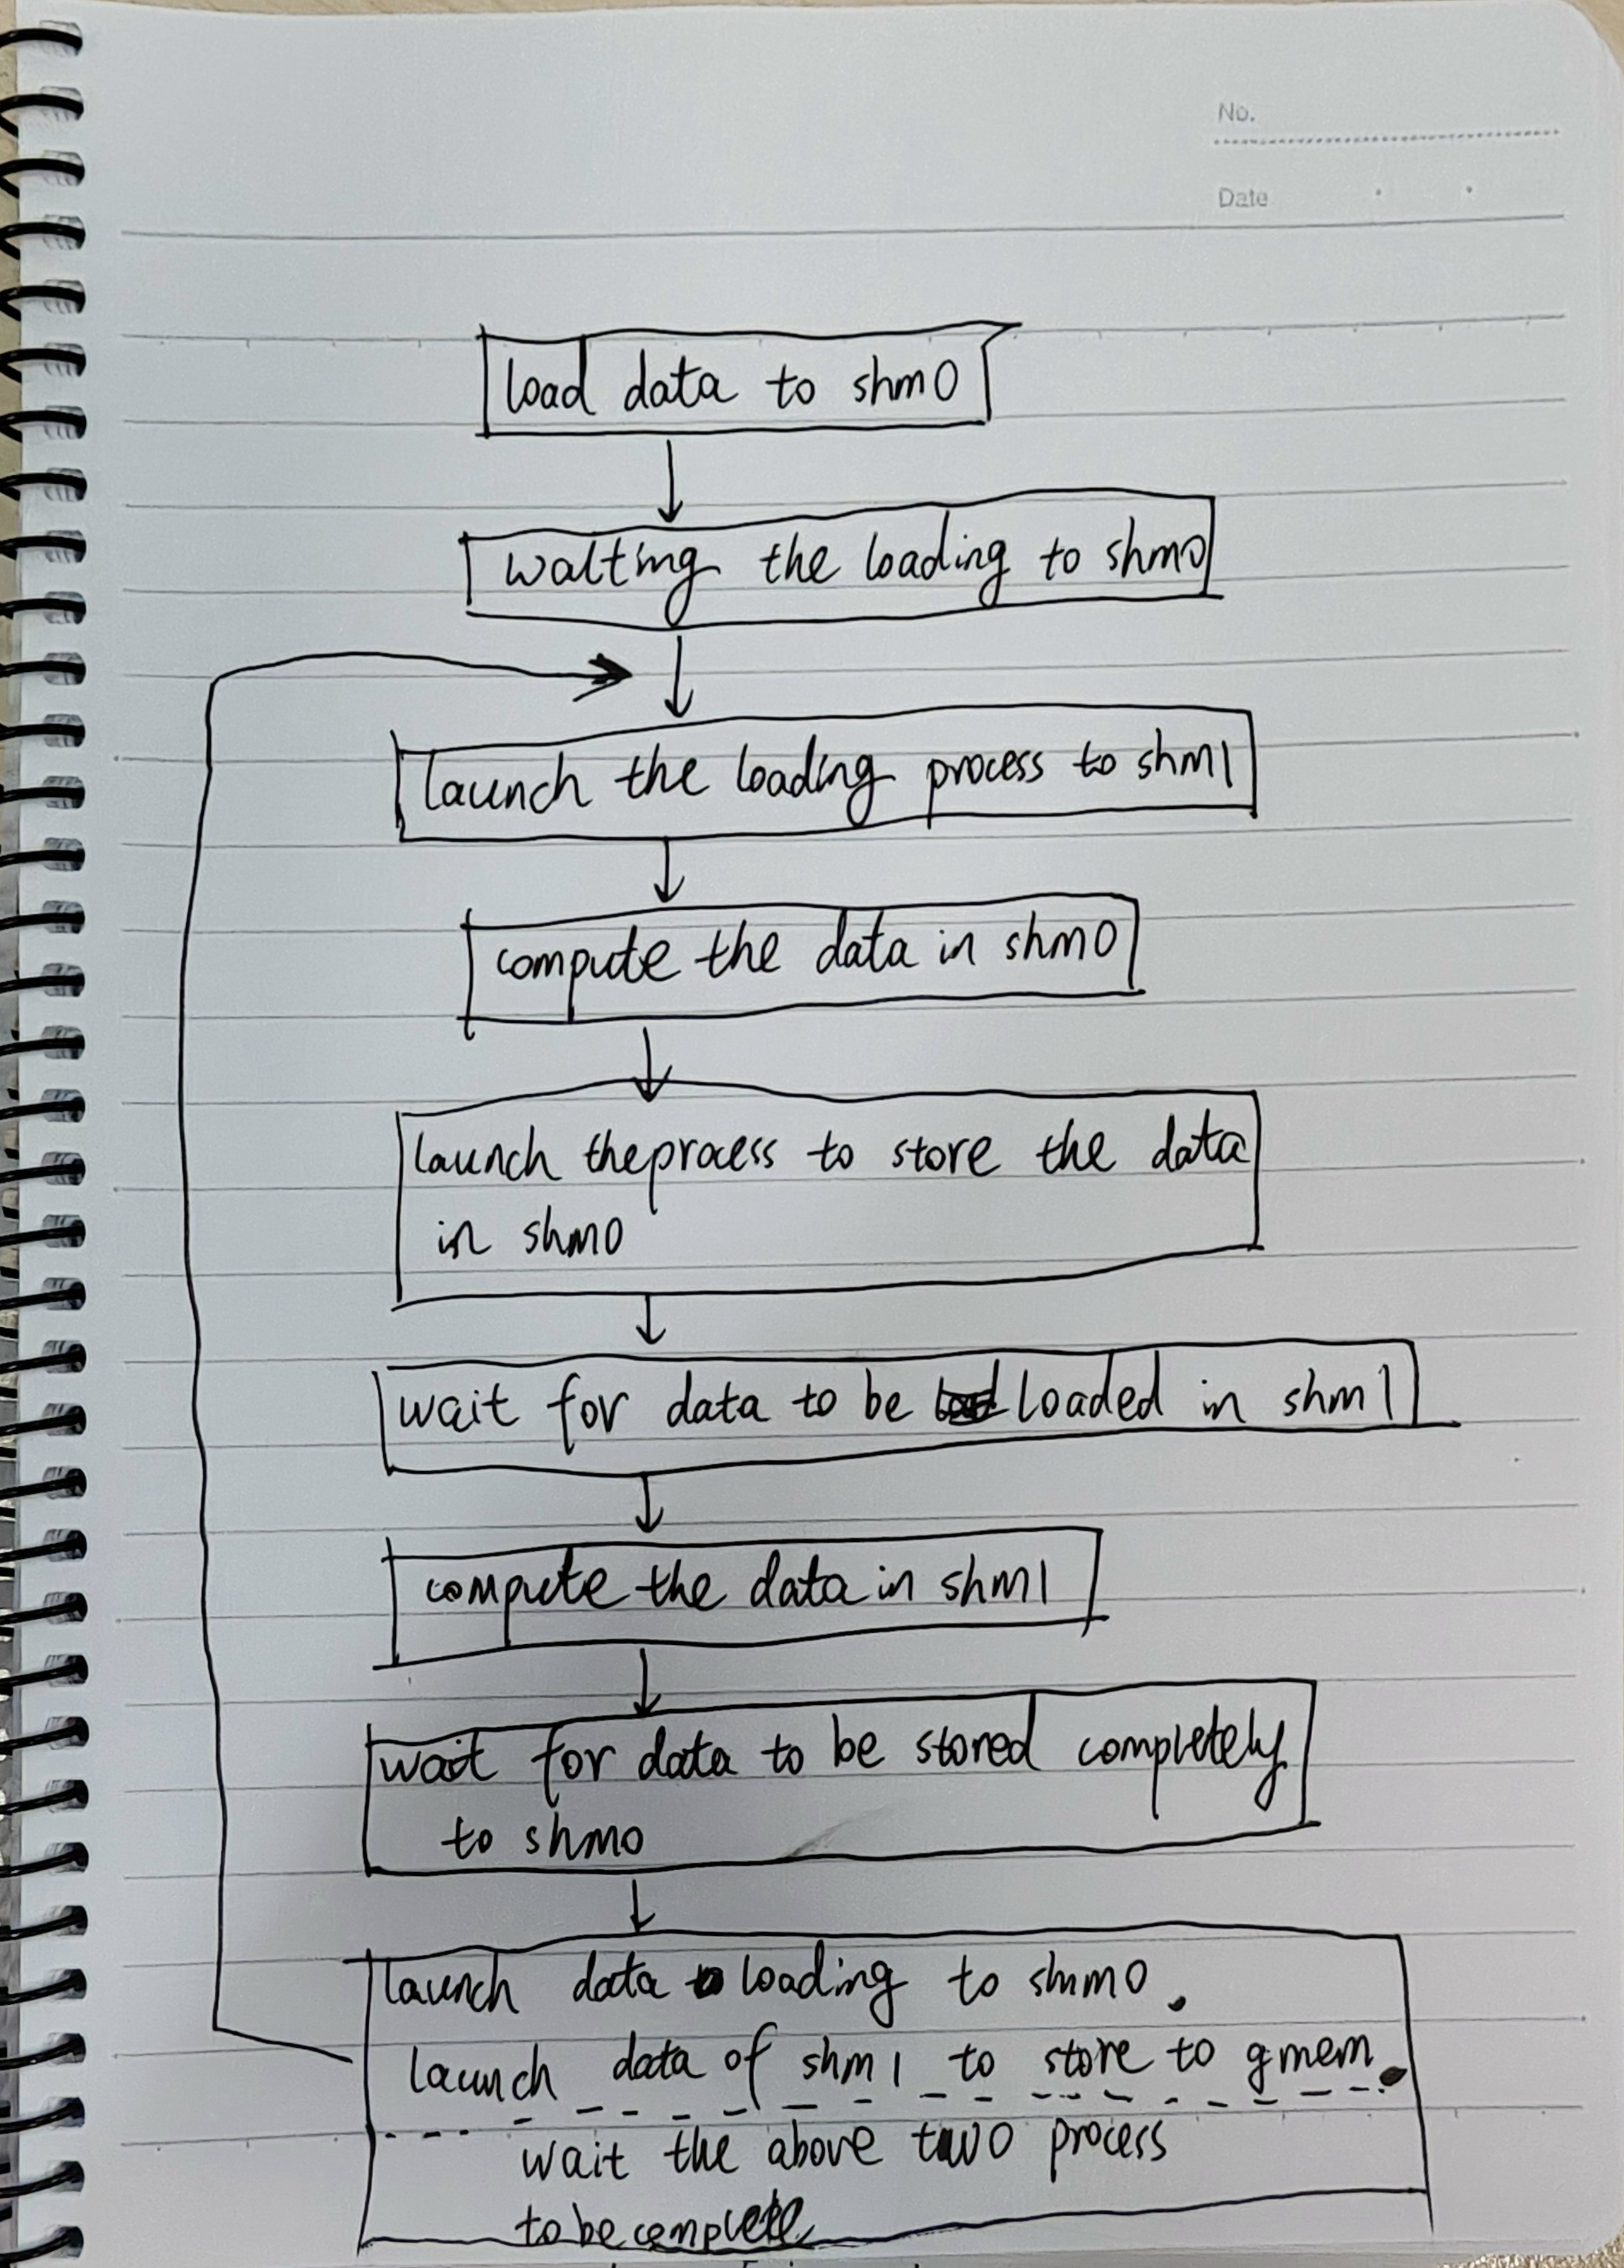 No.
Date
load data to shm0
waiting the loading to shm0
launch the loading process to shm1
compute the data in shm0
launch the process to store the data
in shm0
wait for data to be loaded in shm1
compute the data in shm1
wait for data to be stored completely
to shm0
launch data loading to shm0.
launch data of shm1 to store to gmem.
wait the above two process
to be complete